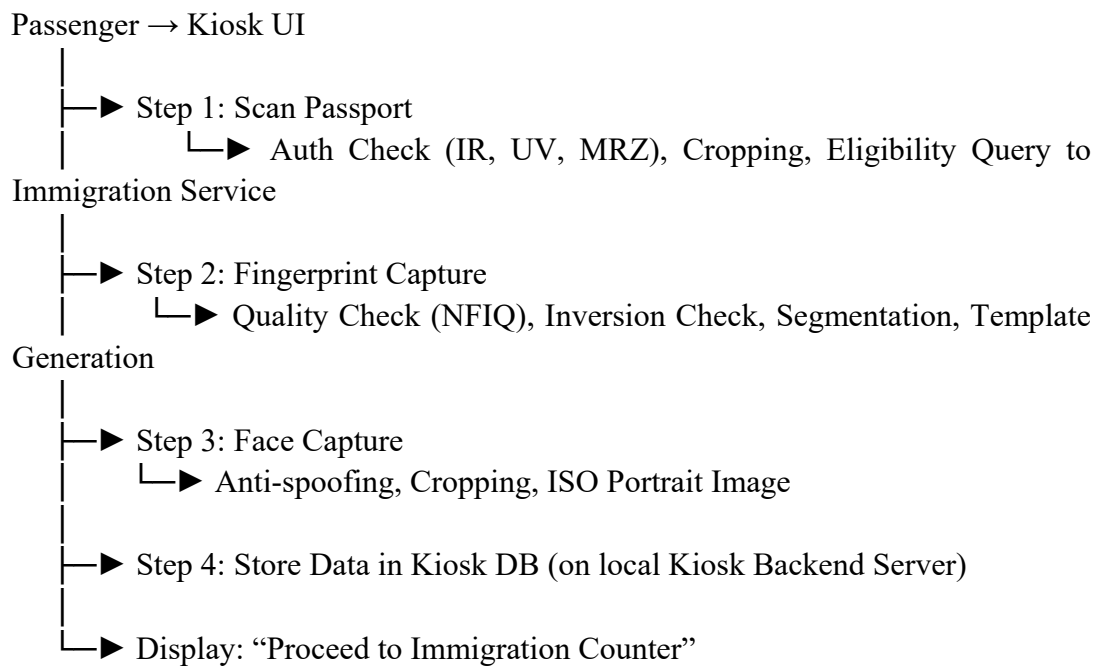 Passenger → Kiosk UI
Step 1: Scan Passport
Auth Check (IR, UV, MRZ), Cropping, Eligibility Query to
Immigration Service
Step 2: Fingerprint Capture
Quality Check (NFIQ), Inversion Check, Segmentation, Template
Generation
Step 3: Face Capture
Anti-spoofing, Cropping, ISO Portrait Image
Step 4: Store Data in Kiosk DB (on local Kiosk Backend Server)
Display: “Proceed to Immigration Counter”